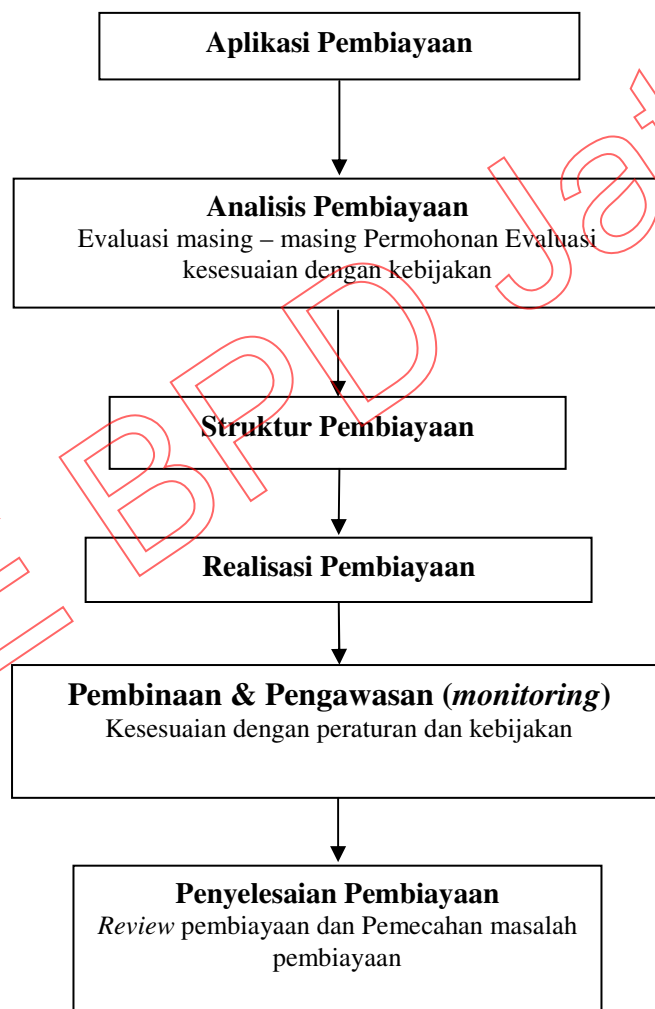 Aplikasi Pembiayaan
Analisis Pembiayaan
Evaluasi masing – masing Permohonan Evaluasi
kesesuaian dengan kebijakan
Struktur Pembiayaan
Realisasi Pembiayaan
Pembinaan & Pengawasan (monitoring)
Kesesuaian dengan peraturan dan kebijakan
Penyelesaian Pembiayaan
Review pembiayaan dan Pemecahan masalah
pembiayaan
BPD